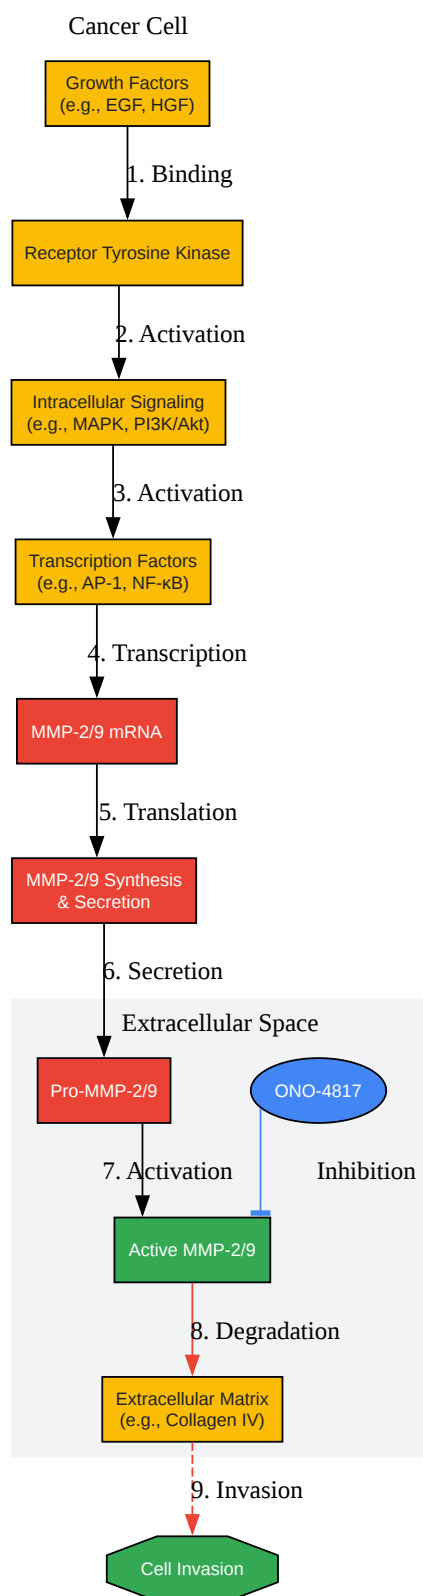 Cancer Cell
Growth Factors
(e.g., EGF, HGF)
1. Binding
Receptor Tyrosine Kinase
2. Activation
Intracellular Signaling
(e.g., MAPK, PI3K/Akt)
3. Activation
Transcription Factors
(e.g., AP-1, NF-κB)
4. Transcription
MMP-2/9 mRNA
5. Translation
MMP-2/9 Synthesis
& Secretion
6. Secretion
Extracellular Space
Pro-MMP-2/9
ONO-4817
7. Activation
Inhibition
Active MMP-2/9
8. Degradation
Extracellular Matrix
(e.g., Collagen IV)
9. Invasion
Cell Invasion